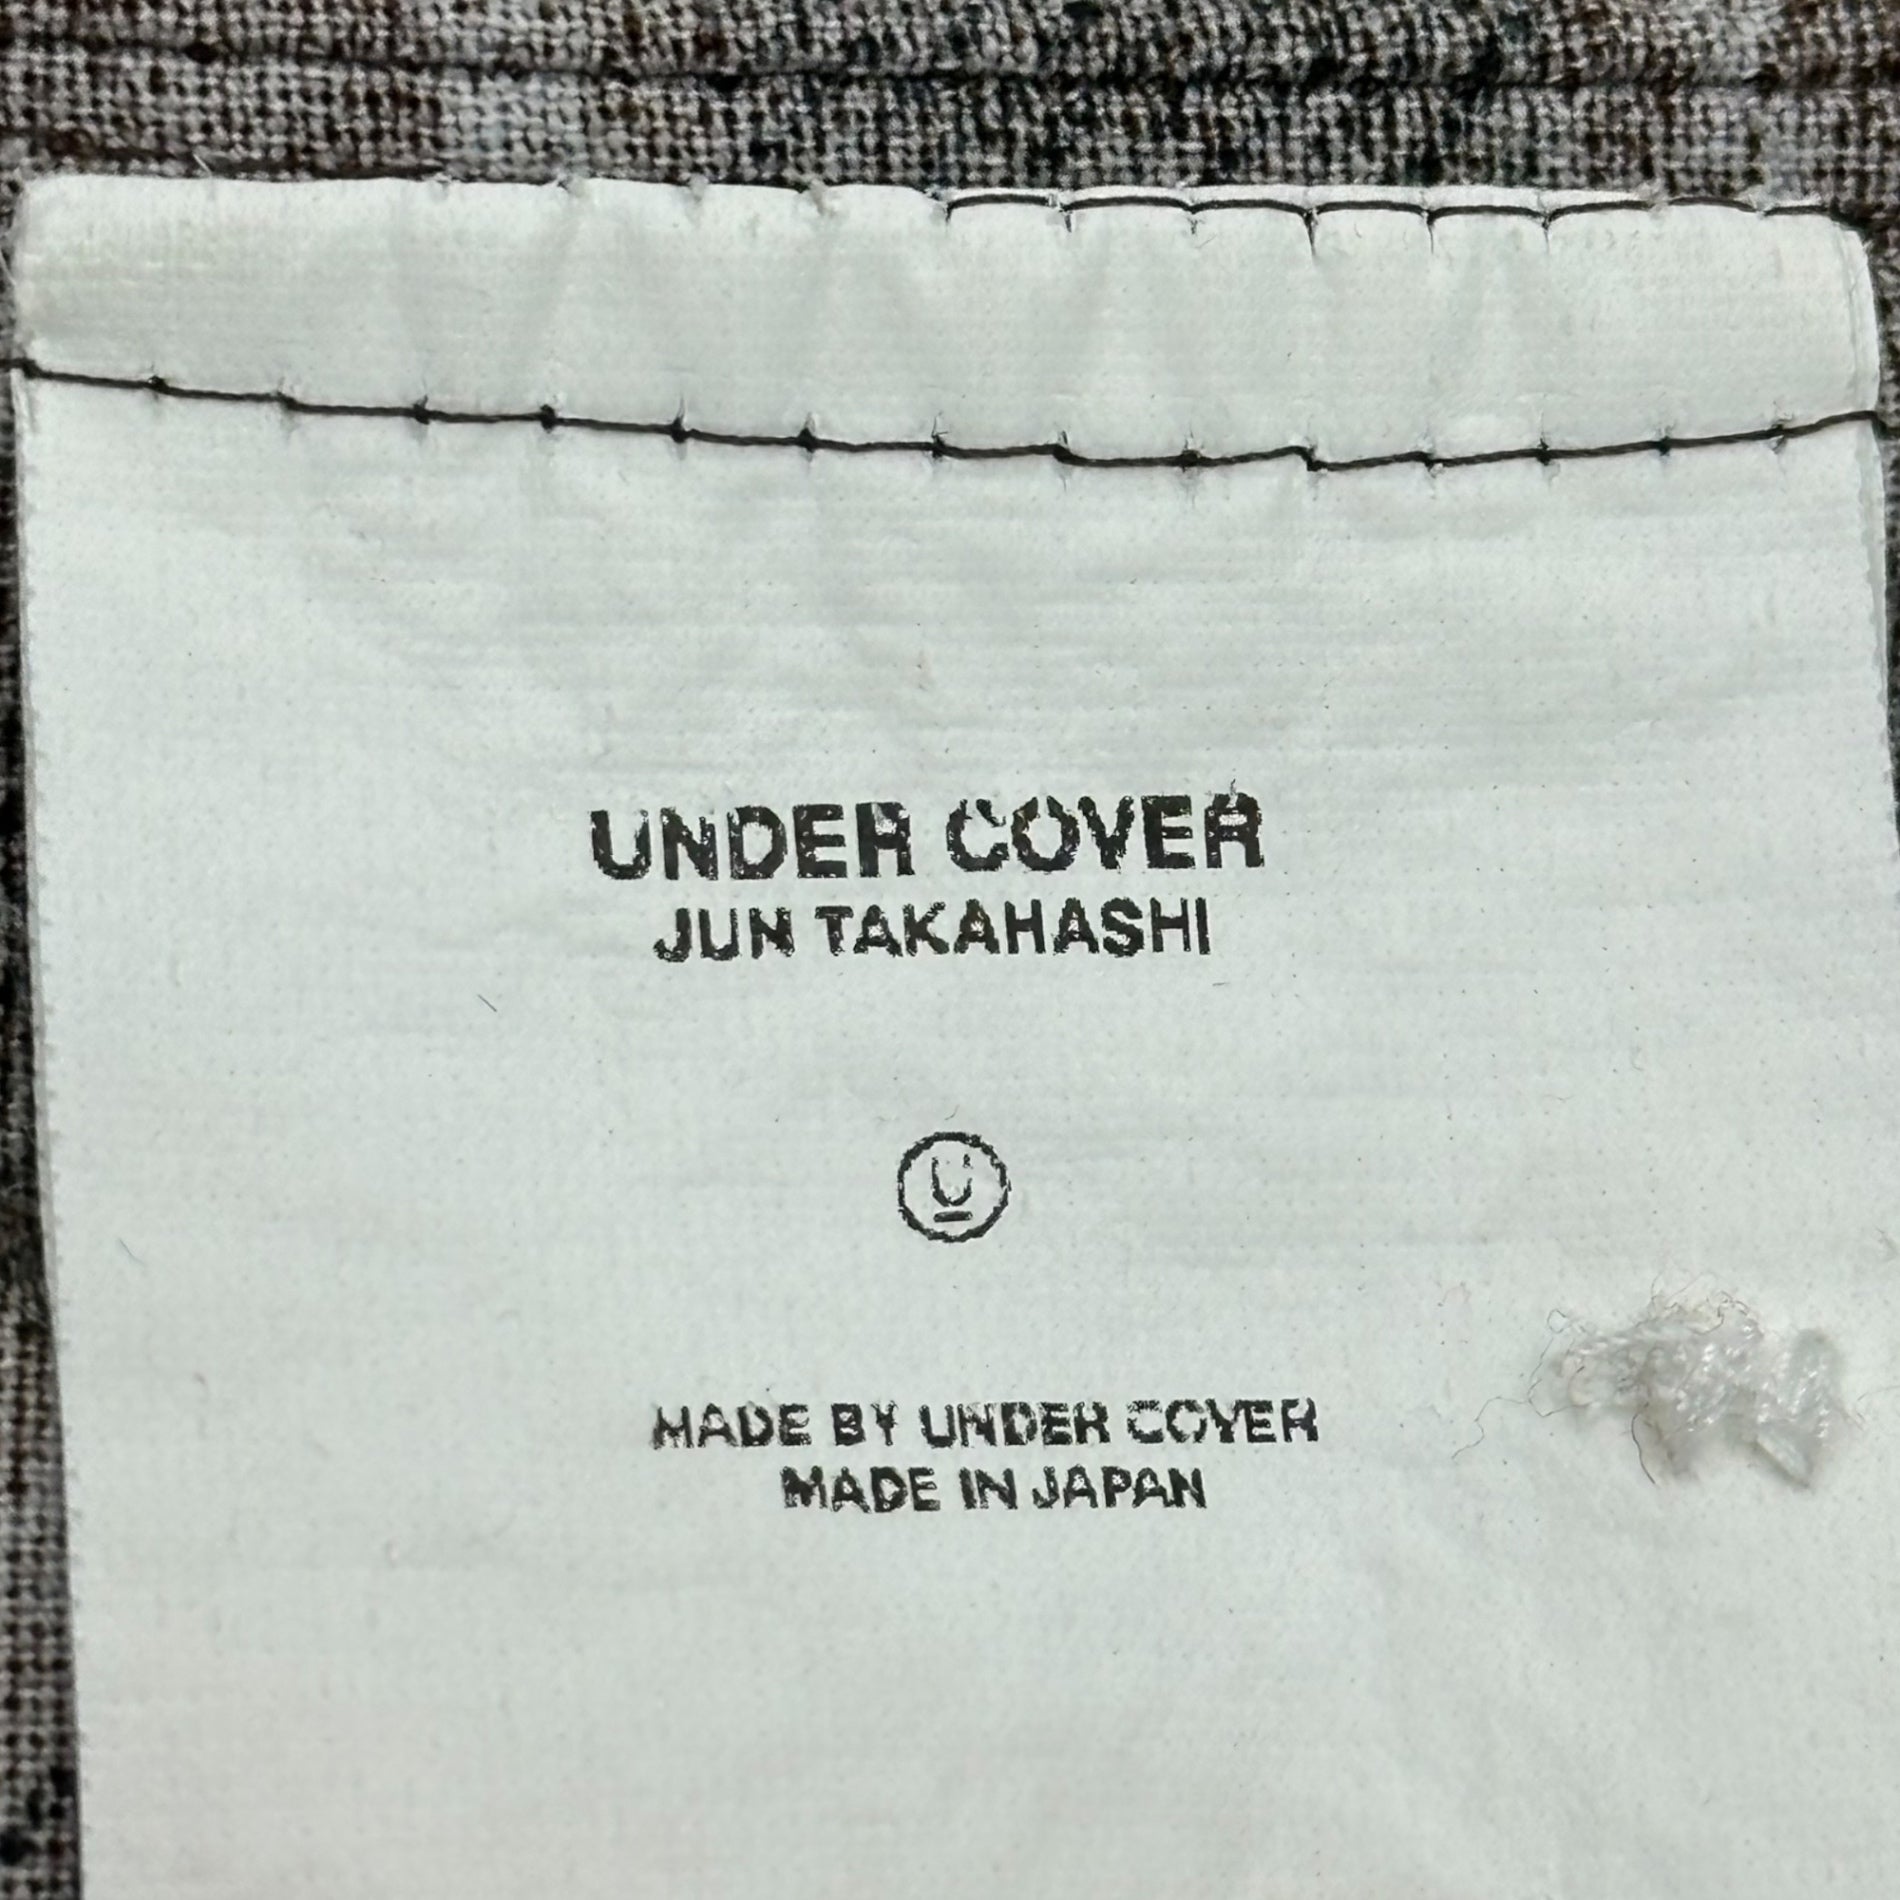 UNDER COVER
JUN TAKAHASHI
U
MADE BY UNDER COVER
MADE IN JAPAN